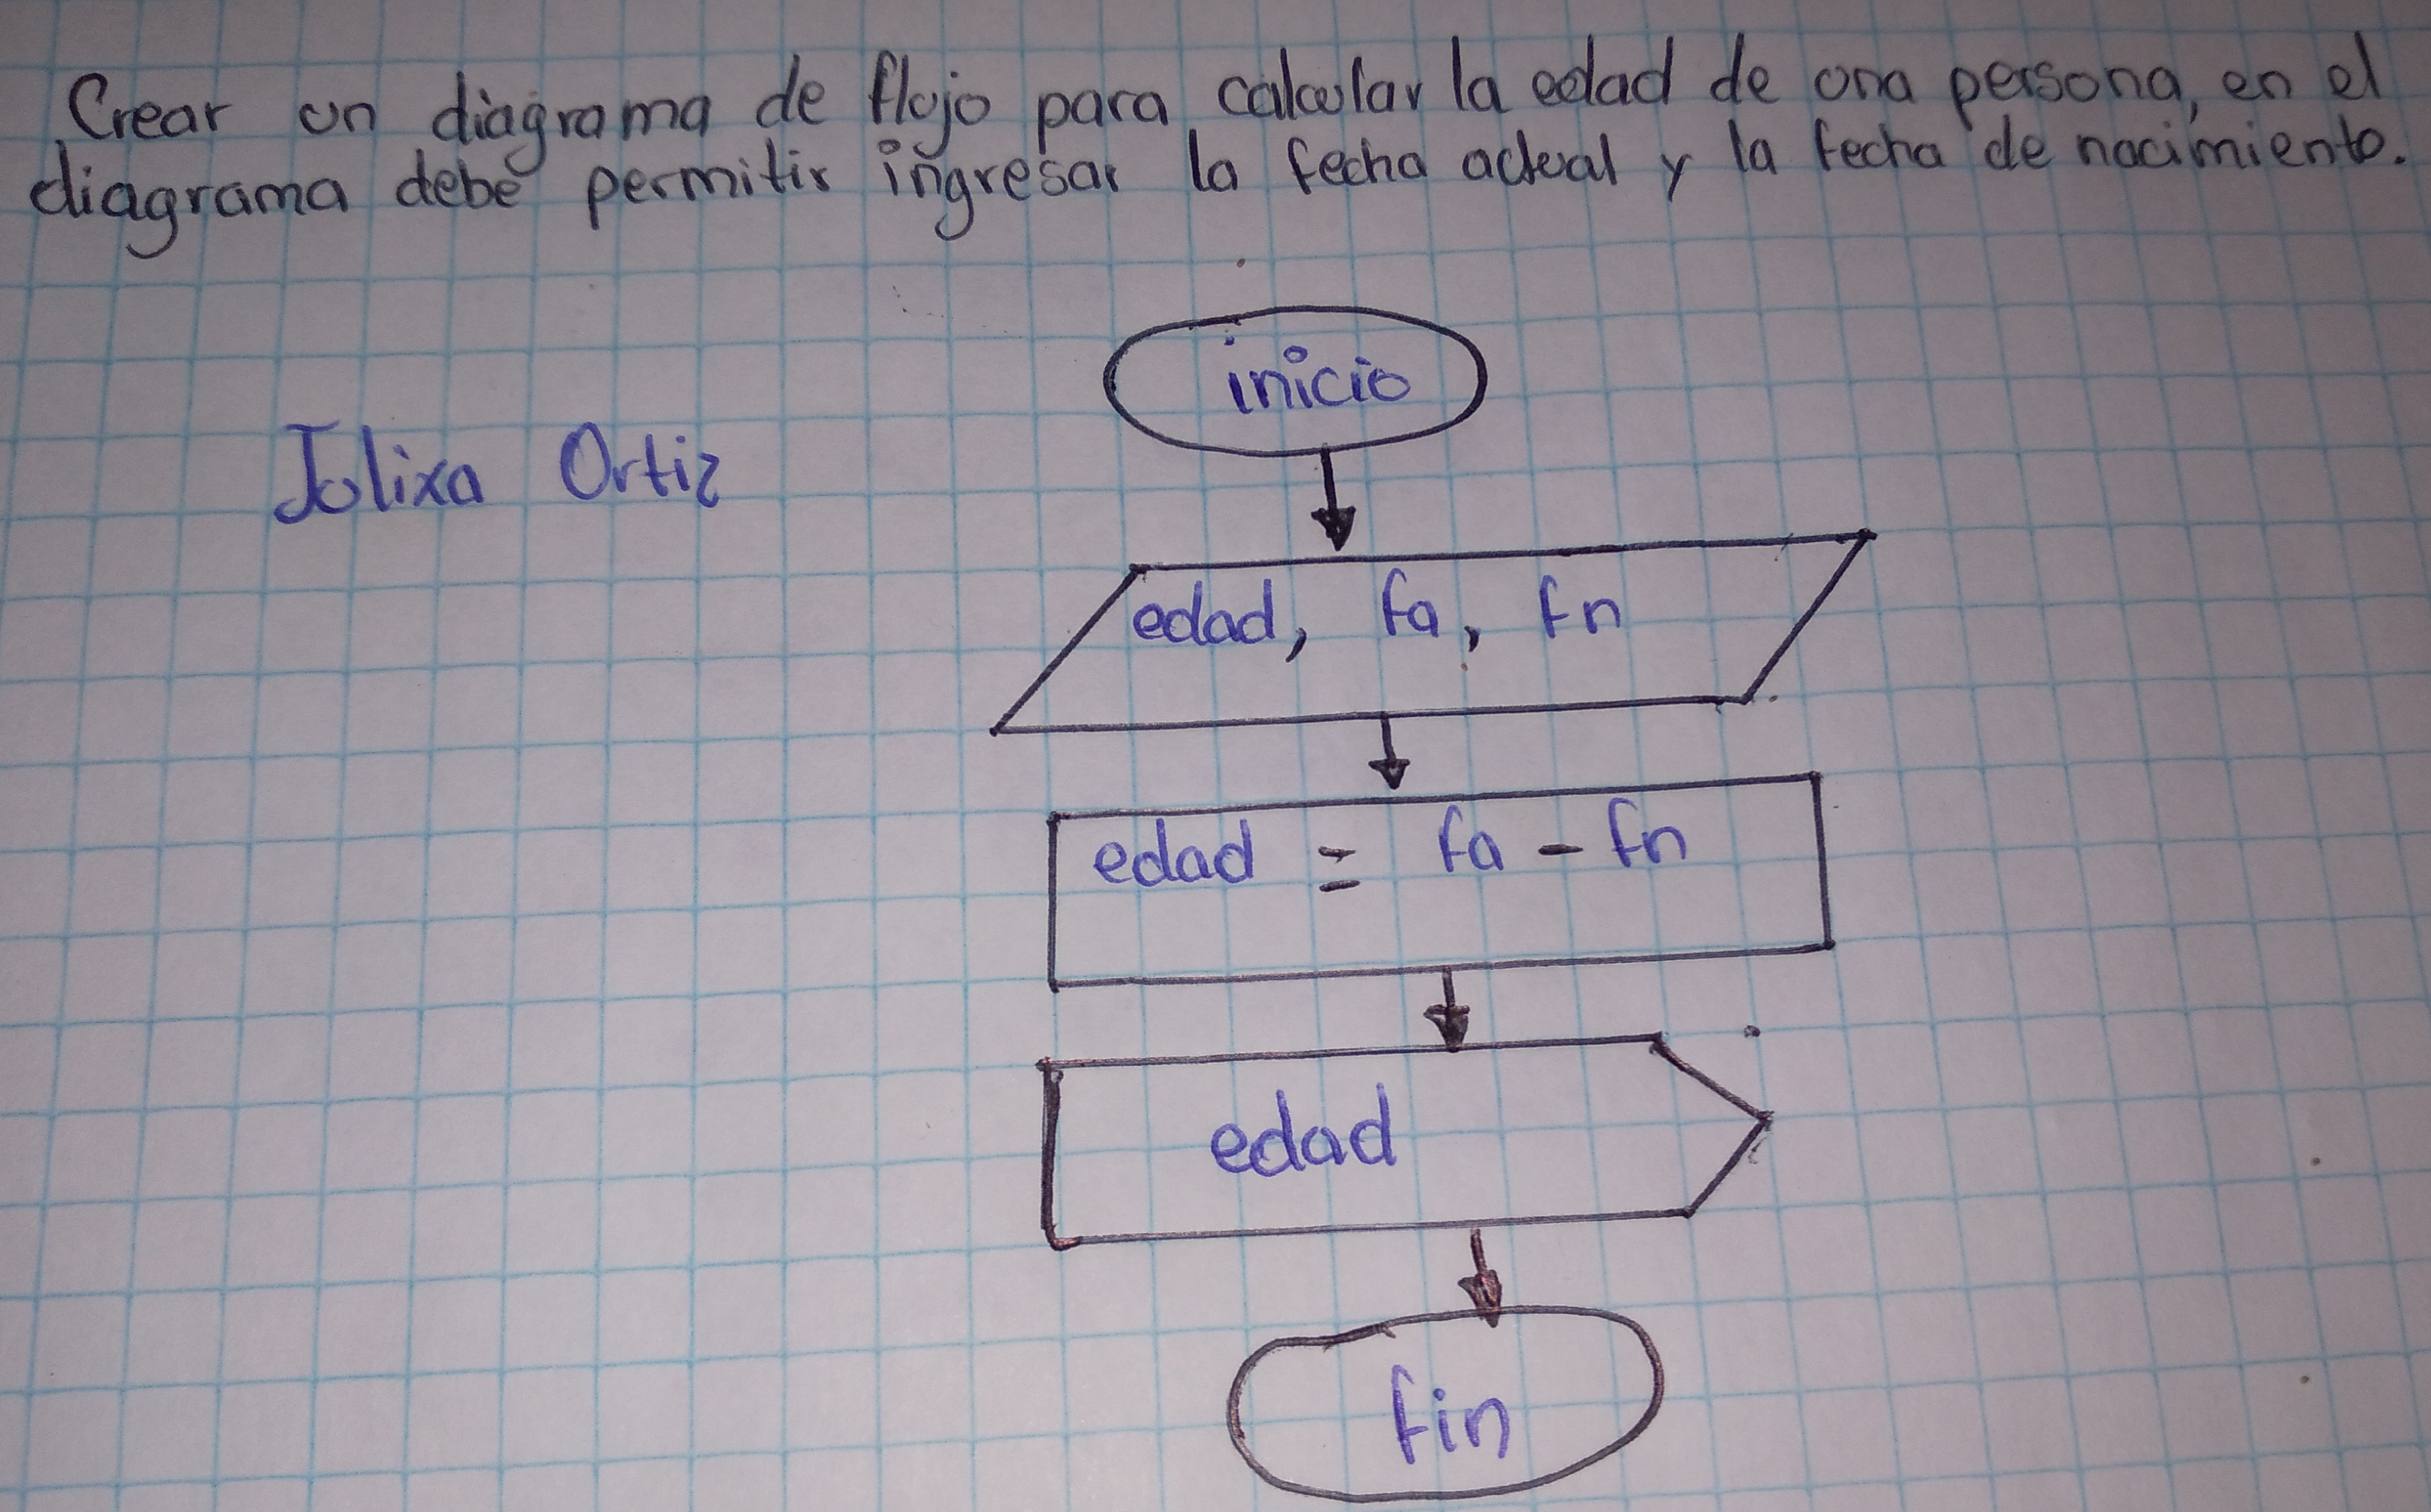 Crear un diagrama de flujo para calcular la edad de una persona, en el
diagrama debe permitir ingresar la fecha actual y la fecha de nacimiento.
inicio
Julixa Ortiz
edad, fa, fn
edad = fa - fn
edad
fin